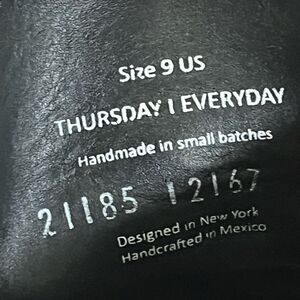 Size 9 US
THURSDAY | EVERYDAY
Handmade in small batches
21185 12167
Designed in New York
Handcrafted in Mexico